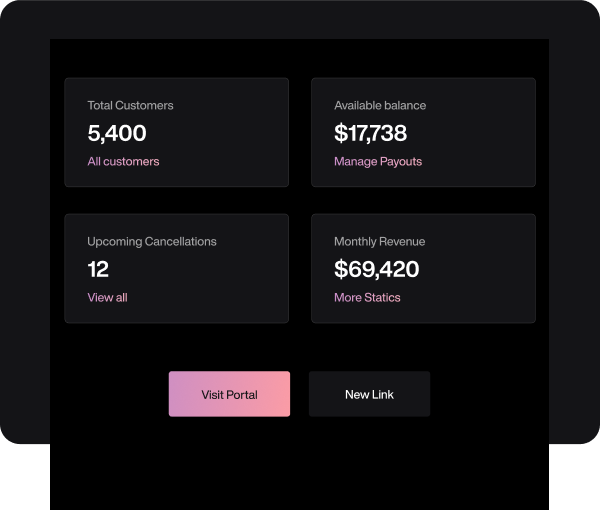 Total Customers
5,400
All customers
Available balance
$17,738
Manage Payouts
Upcoming Cancellations
12
View all
Monthly Revenue
$69,420
More Statics
Visit Portal
New Link